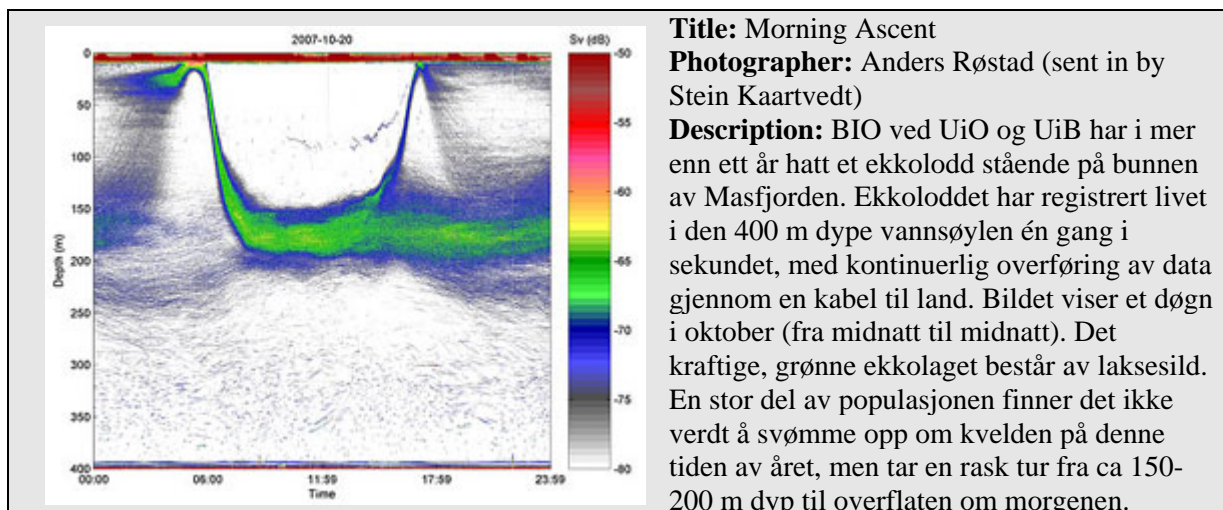 2007-10-20
Sv (dB)
0
50
100
150
200
250
300
350
400
Depth (m)
00:00
06:00
11:59
17:59
23:59
Time
-50
-55
-60
-65
-70
-75
-80
Title: Morning Ascent
Photographer: Anders Røstad (sent in by
Stein Kaartvedt)
Description: BIO ved UiO og UiB har i mer
enn ett år hatt et ekkolodd stående på bunnen
av Masfjorden. Ekkoloddet har registrert livet
i den 400 m dype vannsøylen én gang i
sekundet, med kontinuerlig overføring av data
gjennom en kabel til land. Bildet viser et døgn
i oktober (fra midnatt til midnatt). Det
kraftige, grønne ekkolaget består av laksesild.
En stor del av populasjonen finner det ikke
verdt å svømme opp om kvelden på denne
tiden av året, men tar en rask tur fra ca 150-
200 m dyp til overflaten om morgenen.